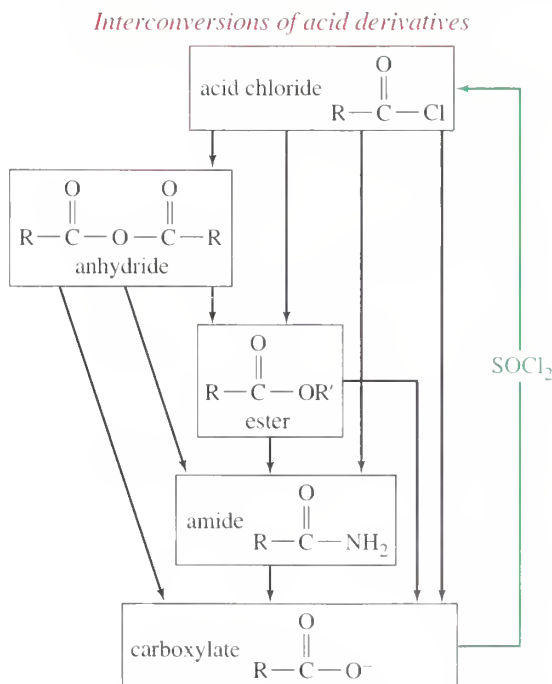 Interconversions of acid derivatives
O
||
acid chloride
R—C—Cl
O O
|| ||
R—C—O—C—R
anhydride
O
||
R—C—OR′
ester
SOCl₂
O
||
amide
R—C—NH₂
O
||
carboxylate
R—C—O⁻